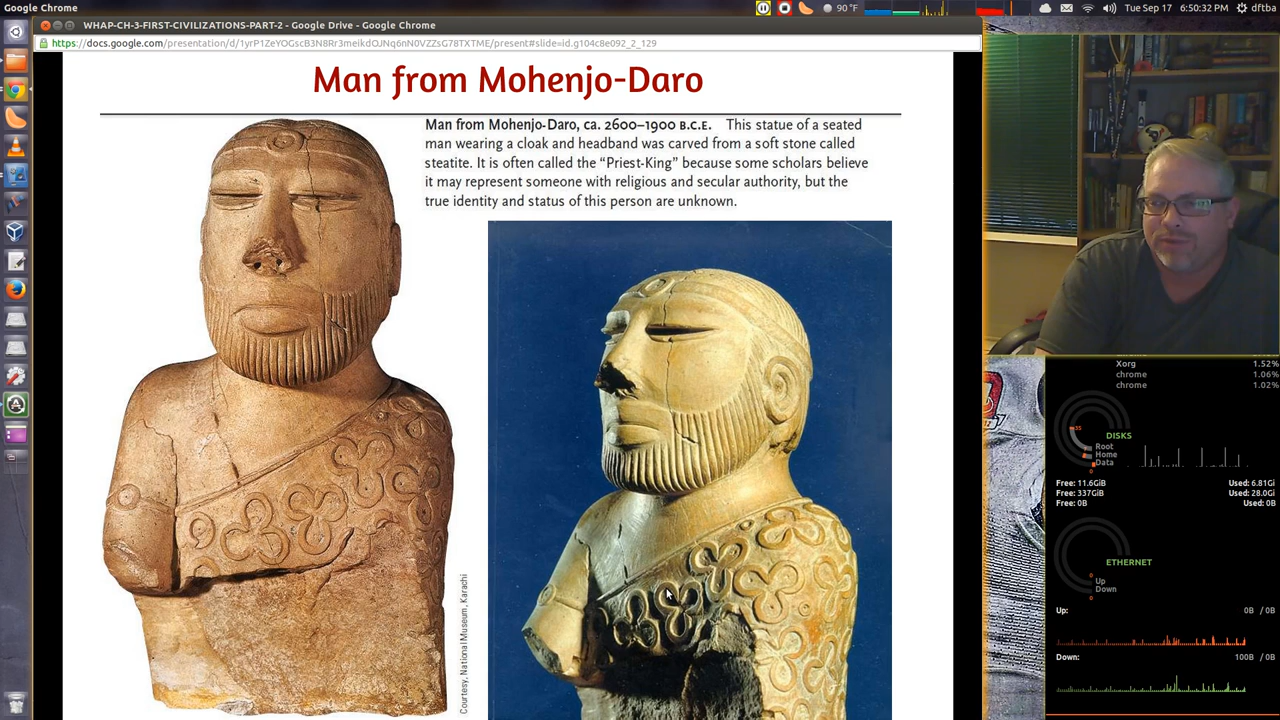 Google Chrome
90 °F
Tue Sep 17
6:50:32 PM
dftba
WHAP-CH-3-FIRST-CIVILIZATIONS-PART-2 - Google Drive - Google Chrome
https://docs.google.com/presentation/d/1yrP1ZeYOGscB3N8Rr3meikdOJNq6nN0VZZsG78TXTME/present#slide=id.g104c8e092_2_129
Man from Mohenjo-Daro
Man from Mohenjo-Daro, ca. 2600–1900 B.C.E. This statue of a seated
man wearing a cloak and headband was carved from a soft stone called
steatite. It is often called the “Priest-King” because some scholars believe
it may represent someone with religious and secular authority, but the
true identity and status of this person are unknown.
Courtesy, National Museum, Karachi
Xorg 1.52%
chrome 1.06%
chrome 1.02%
DISKS
Root
Home
Data
Free: 11.6GiB Used: 6.81Gi
Free: 337GiB Used: 28.0Gi
Free: 0B Used: 0B
ETHERNET
Up
Down
Up: 0B / 0B
Down: 100B / 0B